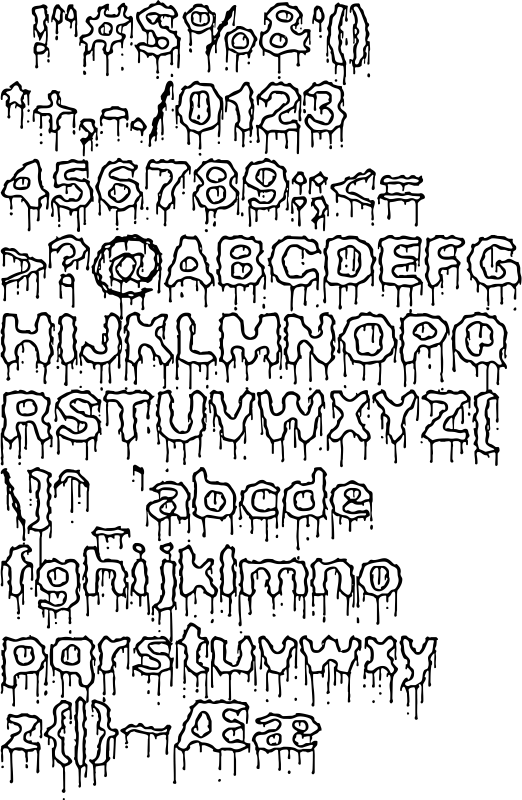 !"#$%&'()
*+,-./0123
456789:;<=
>?@ABCDEFG
HIJKLMNOPQ
RSTUVWXYZ[
\]^_`abcde
fghijklmno
pqrstuvwxy
z{|}~Ææ